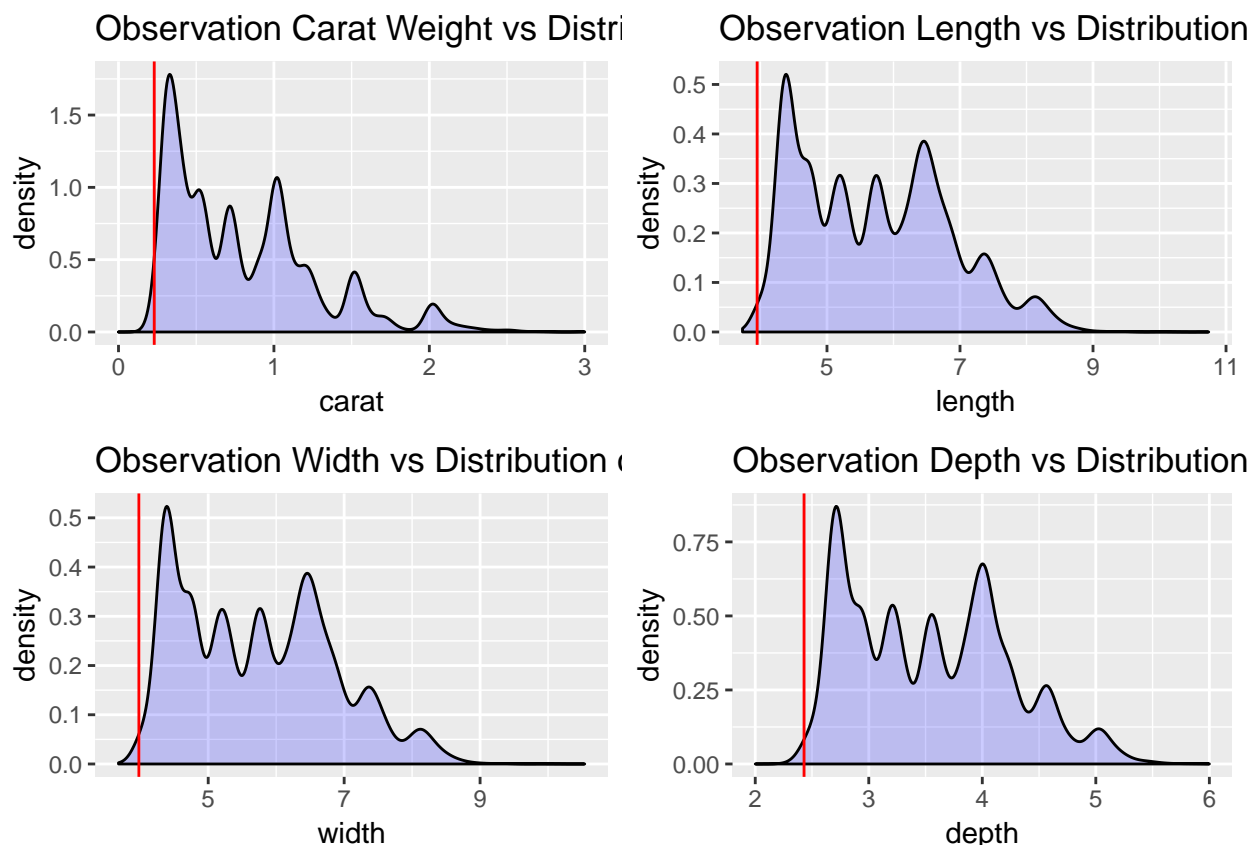 Observation Carat Weight vs Distri
density
1.5
1.0
0.5
0.0
0 1 2 3
carat
Observation Length vs Distribution
density
0.5
0.4
0.3
0.2
0.1
0.0
5 7 9 11
length
Observation Width vs Distribution
density
0.5
0.4
0.3
0.2
0.1
0.0
5 7 9
width
Observation Depth vs Distribution
density
0.75
0.50
0.25
0.00
2 3 4 5 6
depth